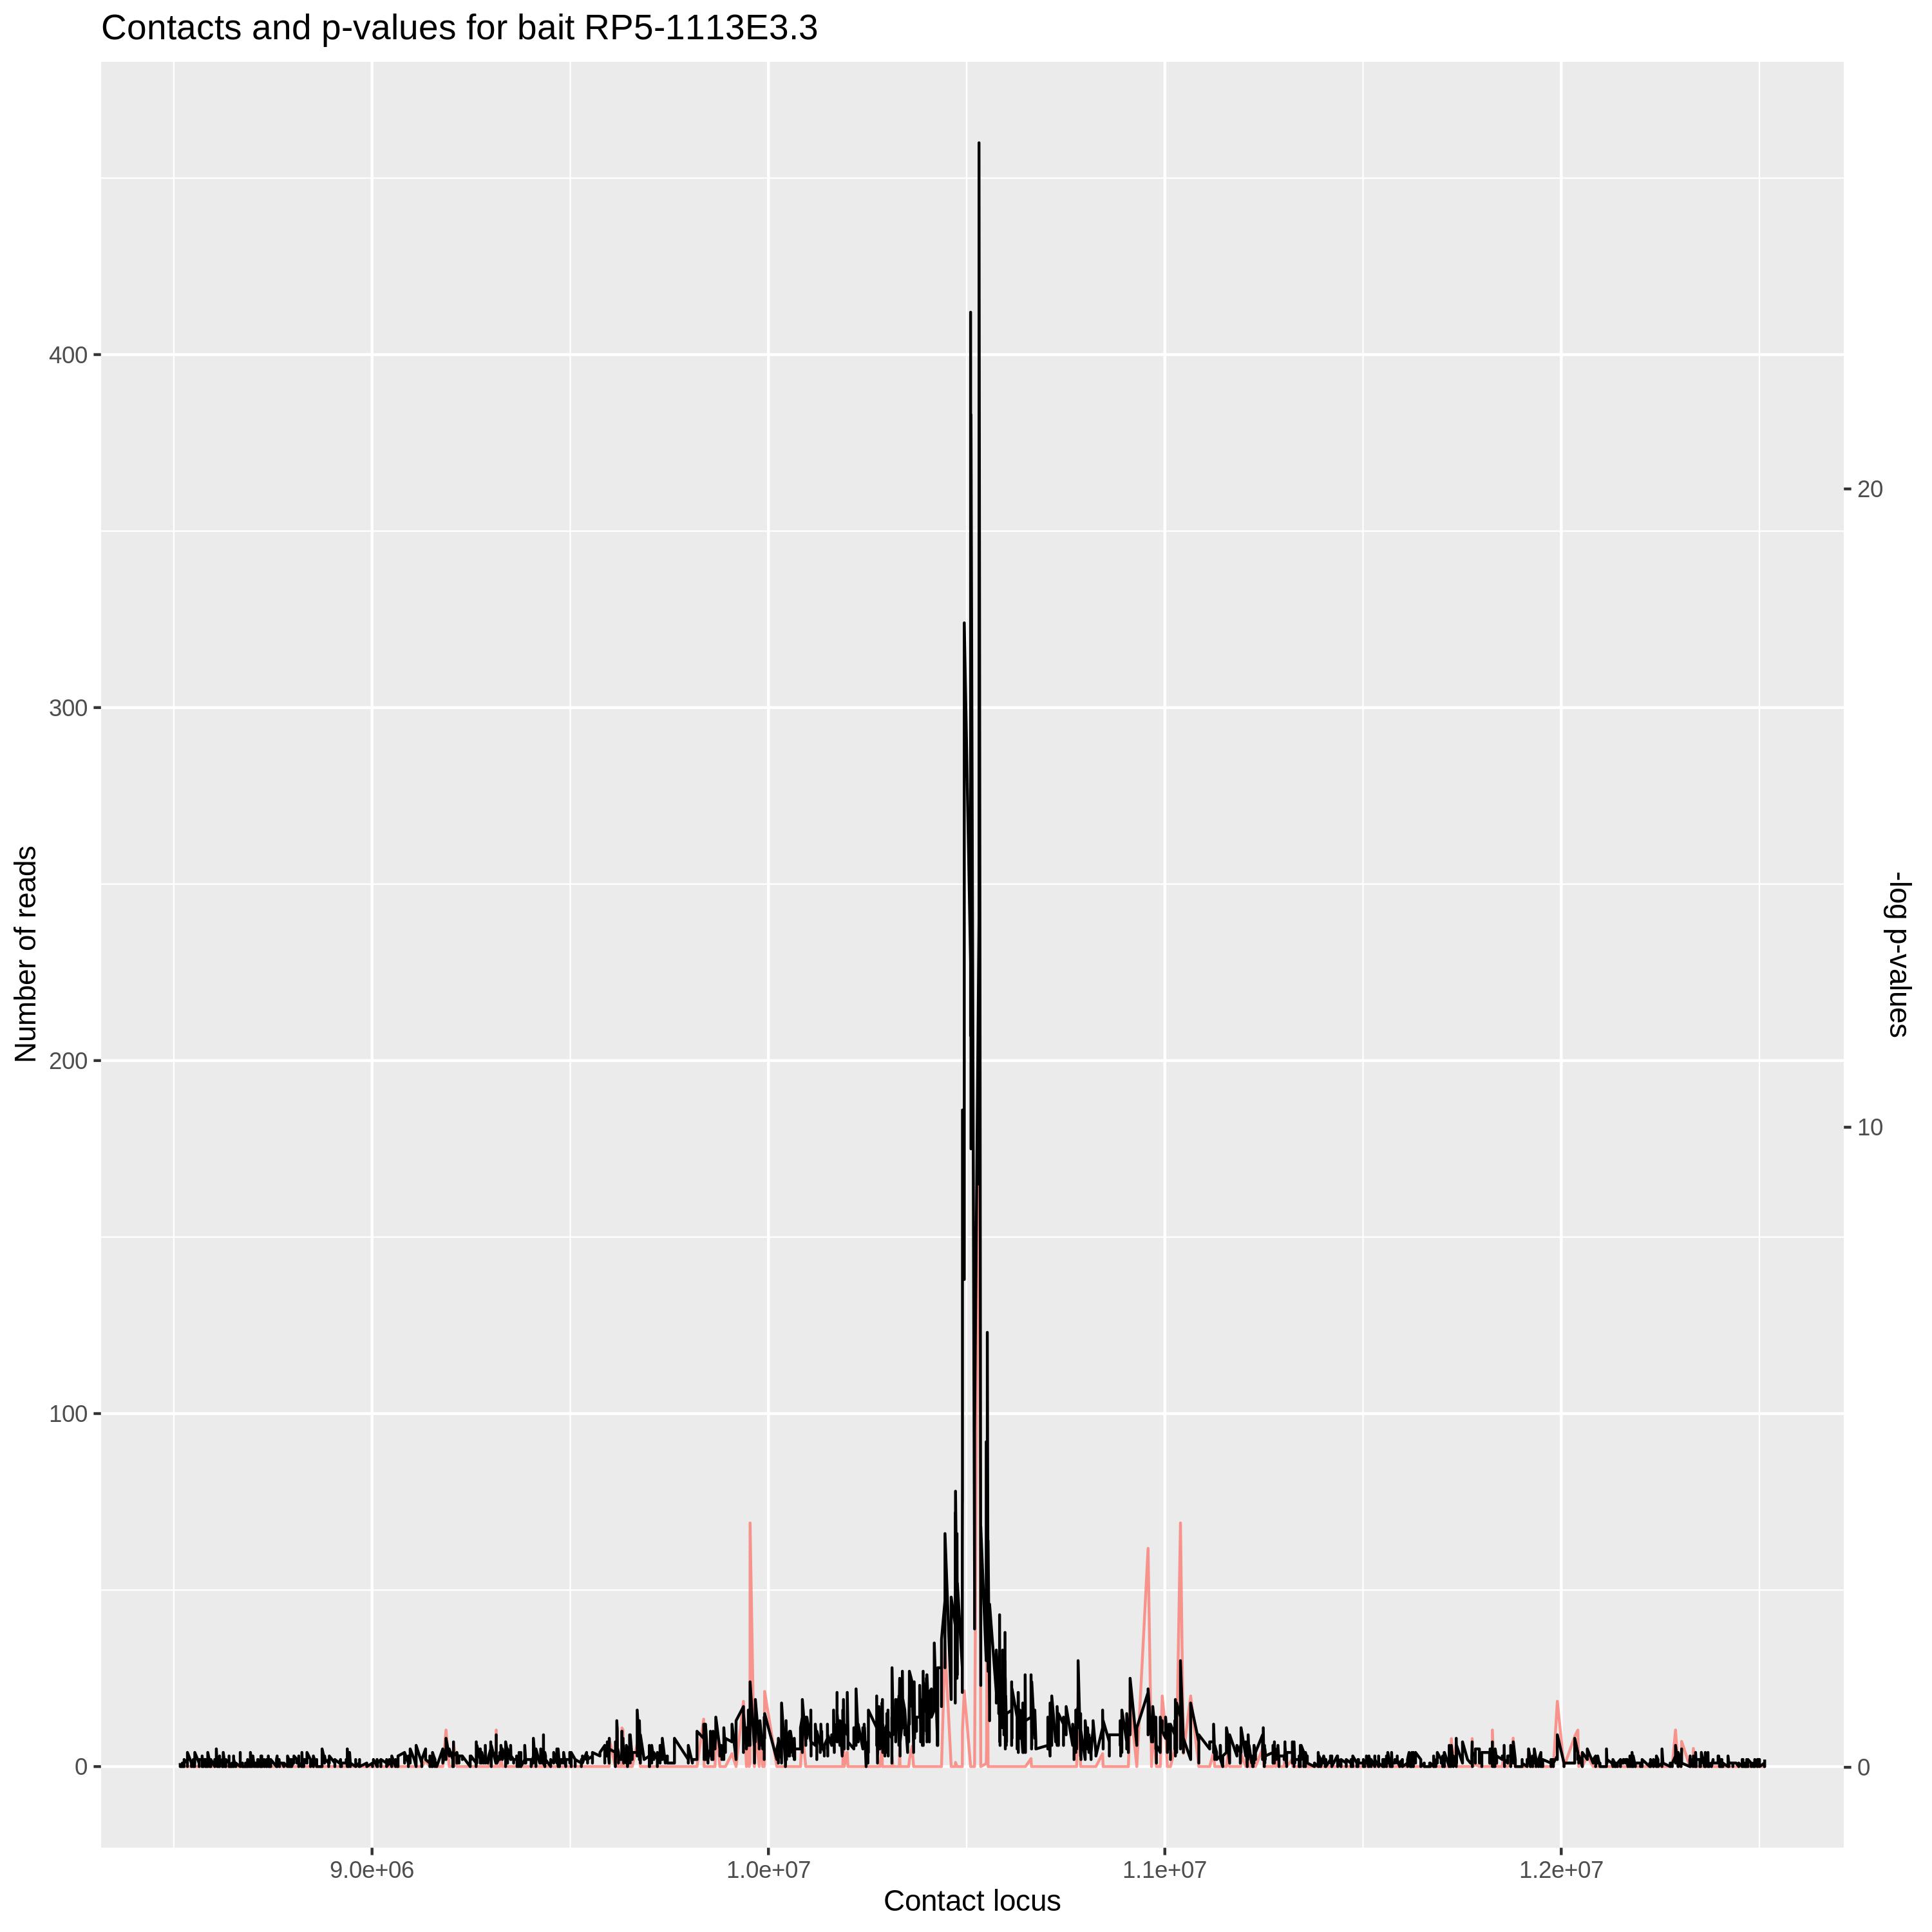 Contacts and p-values for bait RP5-1113E3.3
400
300
200
100
0
Number of reads
20
10
0
-log p-values
9.0e+06
1.0e+07
1.1e+07
1.2e+07
Contact locus